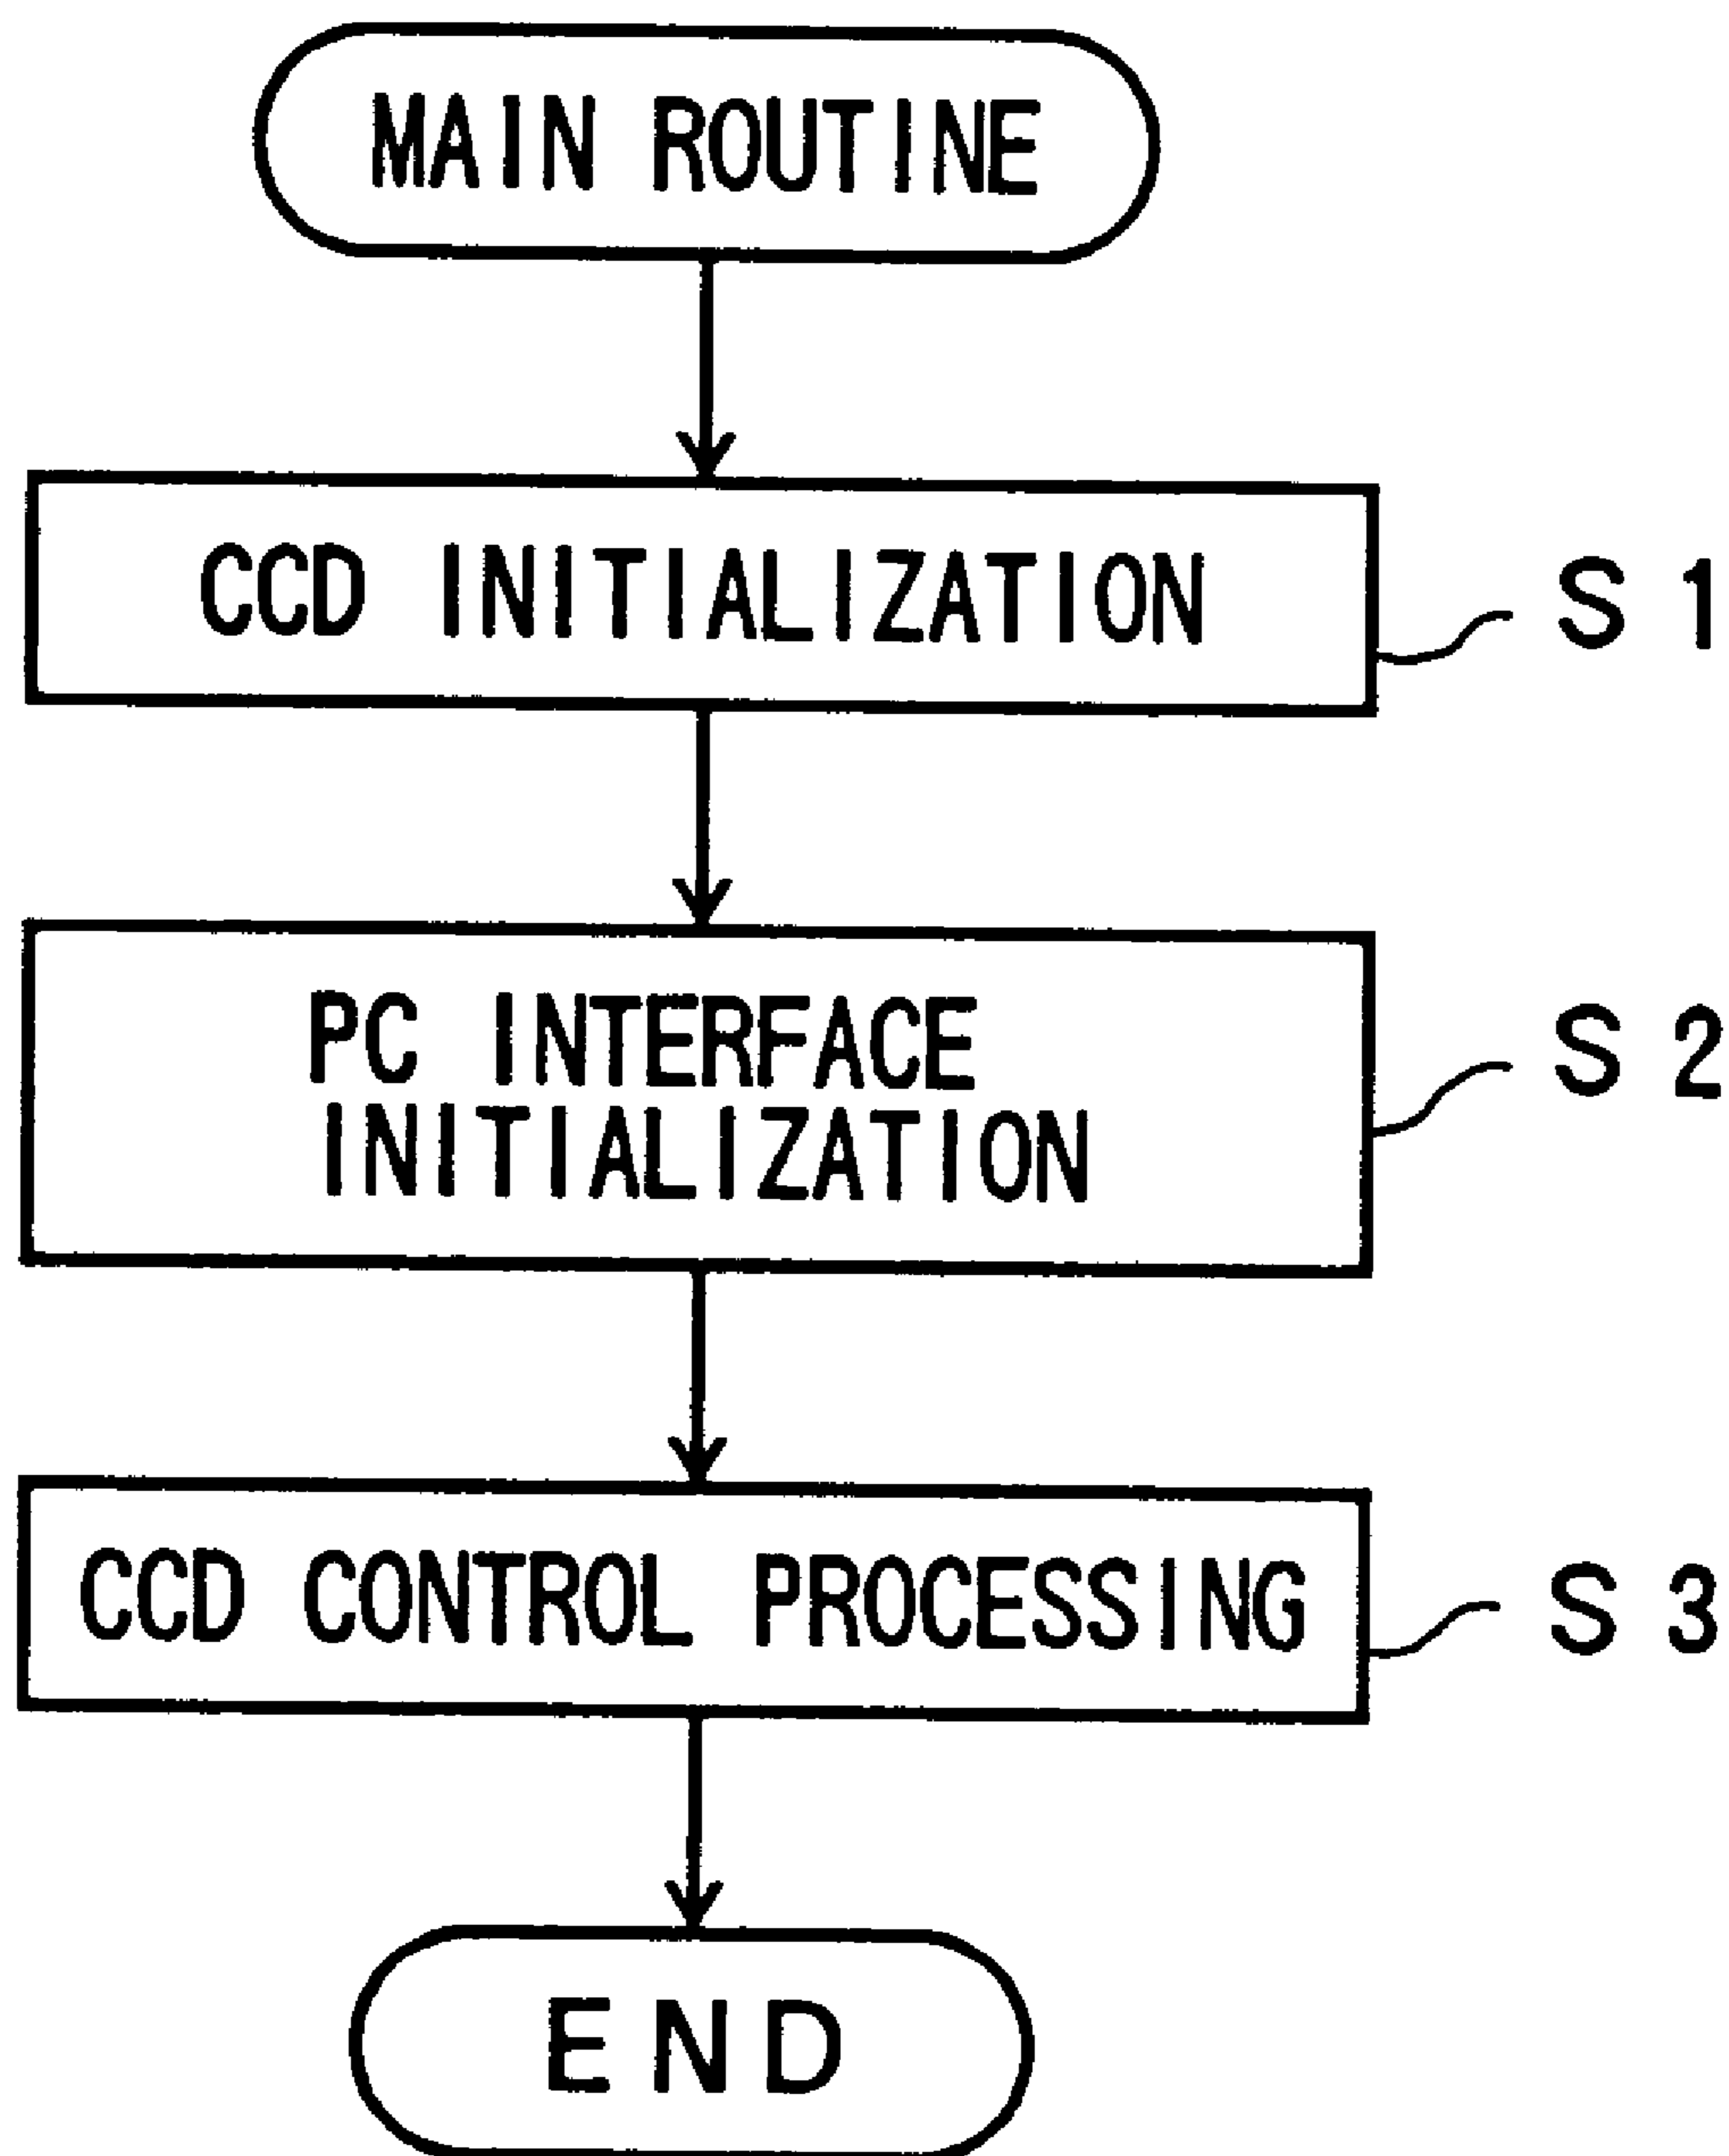 MAIN ROUTINE
CCD INITIALIZATION
S 1
PC INTERFACE
INITIALIZATION
S 2
CCD CONTROL PROCESSING
S 3
END